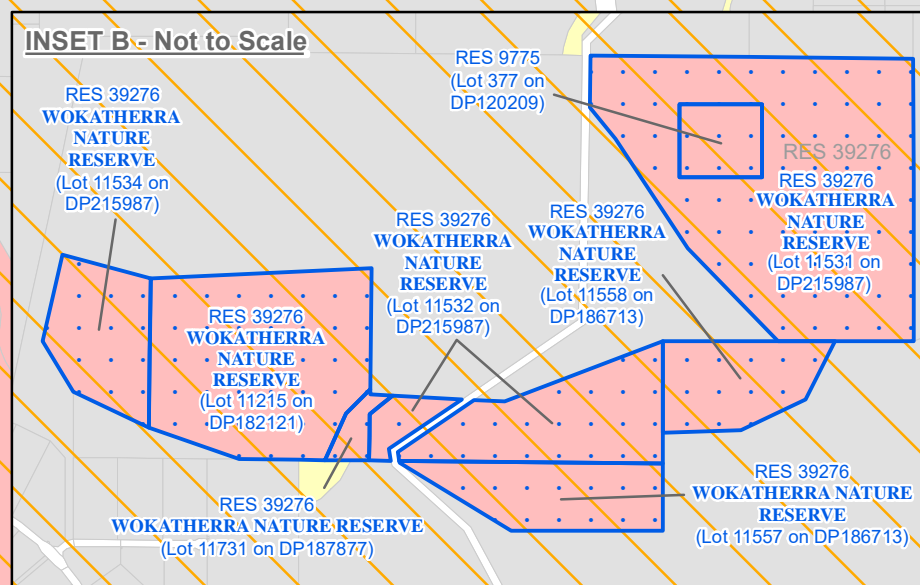 INSET B - Not to Scale
RES 9775
(Lot 377 on
DP120209)
RES 39276
WOKATHERRA
NATURE
RESERVE
(Lot 11534 on
DP215987)
RES 39276
RES 39276
WOKATHERRA
NATURE
RESERVE
(Lot 11531 on
DP215987)
RES 39276
WOKATHERRA
NATURE
RESERVE
(Lot 11532 on
DP215987)
RES 39276
WOKATHERRA
NATURE
RESERVE
(Lot 11558 on
DP186713)
RES 39276
WOKATHERRA
NATURE
RESERVE
(Lot 11215 on
DP182121)
RES 39276
WOKATHERRA NATURE RESERVE
(Lot 11731 on DP187877)
RES 39276
WOKATHERRA NATURE
RESERVE
(Lot 11557 on DP186713)